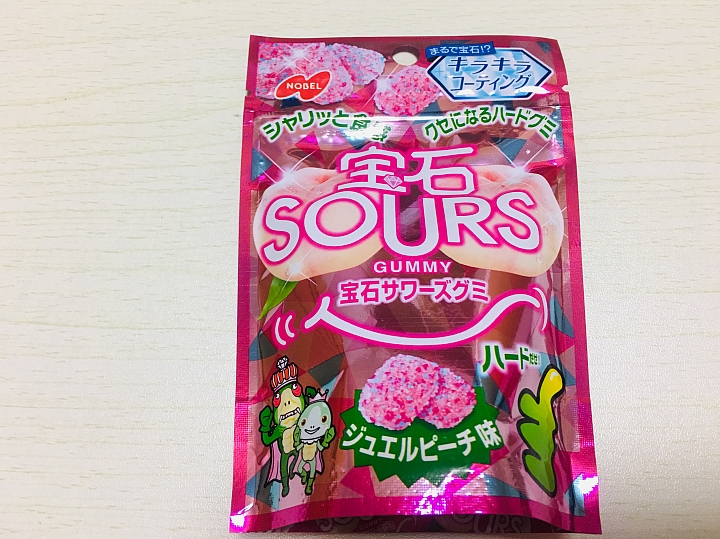 まるで宝石!?
キラキラ
コーティング
NOBEL
シャリッと食感
クセになるハードグミ
宝石
SOURS
GUMMY
宝石サワーズグミ
ハードだぜ!
ジュエルピーチ味
SOURS